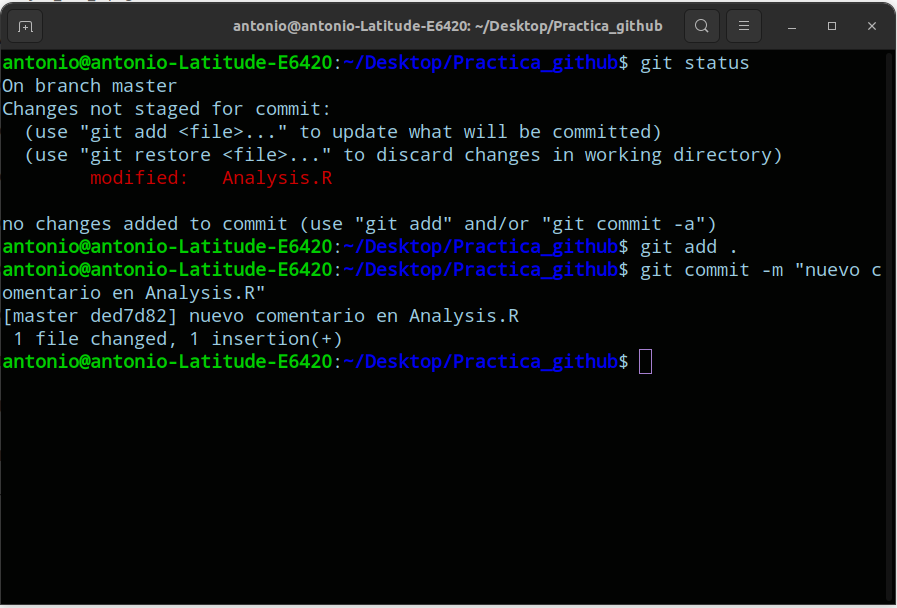 antonio@antonio-Latitude-E6420: ~/Desktop/Practica_github
antonio@antonio-Latitude-E6420:~/Desktop/Practica_github$ git status
On branch master
Changes not staged for commit:
  (use "git add <file>..." to update what will be committed)
  (use "git restore <file>..." to discard changes in working directory)
        modified:   Analysis.R

no changes added to commit (use "git add" and/or "git commit -a")
antonio@antonio-Latitude-E6420:~/Desktop/Practica_github$ git add .
antonio@antonio-Latitude-E6420:~/Desktop/Practica_github$ git commit -m "nuevo c
omentario en Analysis.R"
[master ded7d82] nuevo comentario en Analysis.R
 1 file changed, 1 insertion(+)
antonio@antonio-Latitude-E6420:~/Desktop/Practica_github$